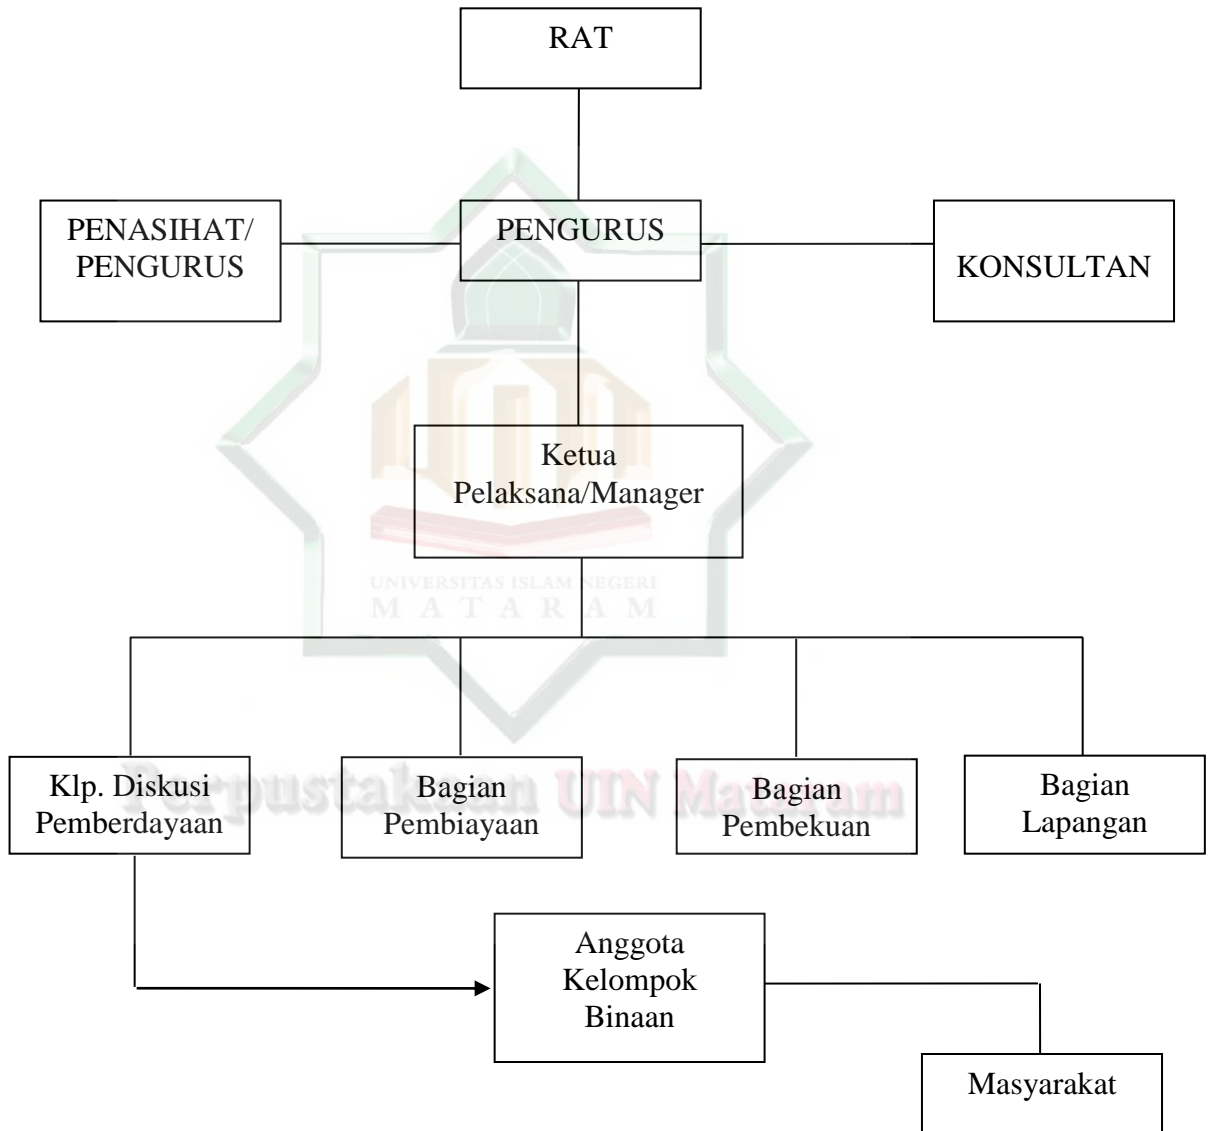 RAT
PENASIHAT/
PENGURUS
PENGURUS
KONSULTAN
Ketua
Pelaksana/Manager
UNIVERSITAS ISLAM NEGERI
MATARAM
Klp. Diskusi
Pemberdayaan
Bagian
Pembiayaan
Bagian
Pembekuan
Bagian
Lapangan
Perpustakaan UIN Mataram
Anggota
Kelompok
Binaan
Masyarakat